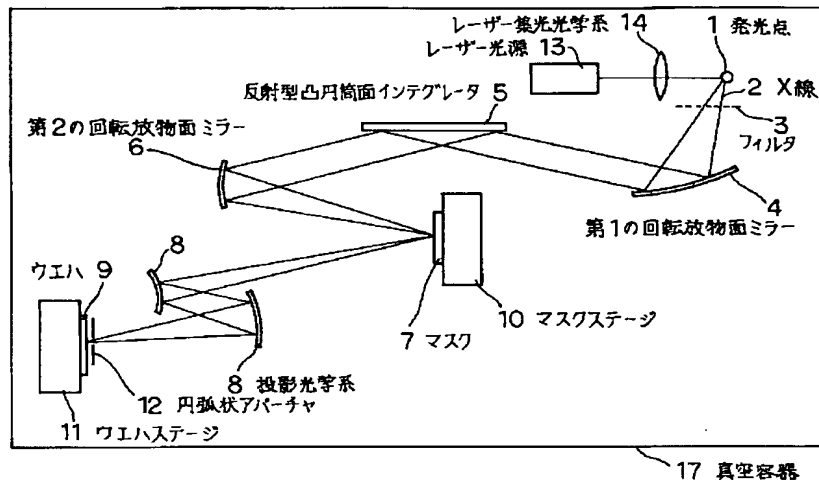 レーザー集光光学系
14
1 発光点
レーザー光源
13
2 X線
反射型凸円筒面インテグレータ
5
3
フィルタ
第2の回転放物面ミラー
6
4
第1の回転放物面ミラー
8
ウエハ
9
10 マスクステージ
7 マスク
8 投影光学系
12 円弧状アパーチャ
11 ウエハステージ
17 真空容器